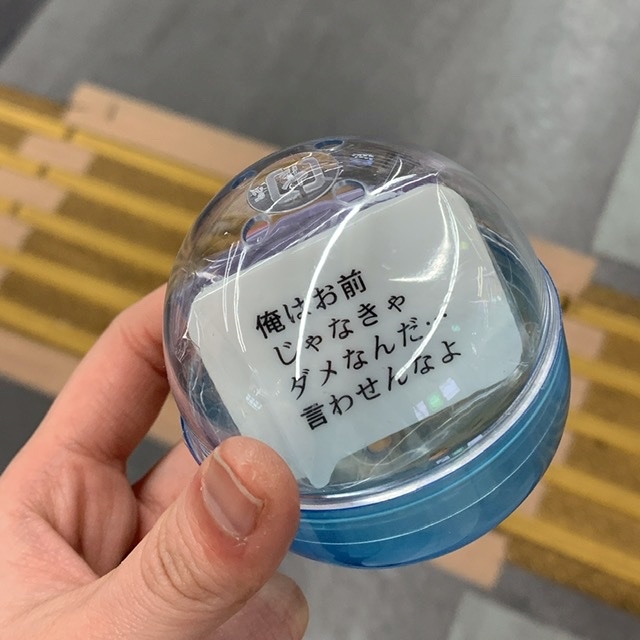 俺はお前
じゃなきゃ
ダメなんだ…
言わせんなよ